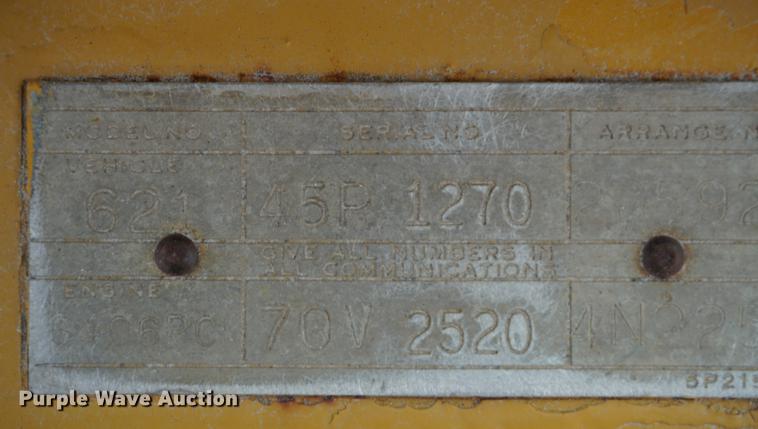 MODEL NO. SERIAL NO. ARRANGE N
VEHICLE
621 45P 1270
GIVE ALL NUMBERS IN
ALL COMMUNICATIONS
ENGINE
70V 2520
Purple Wave Auction